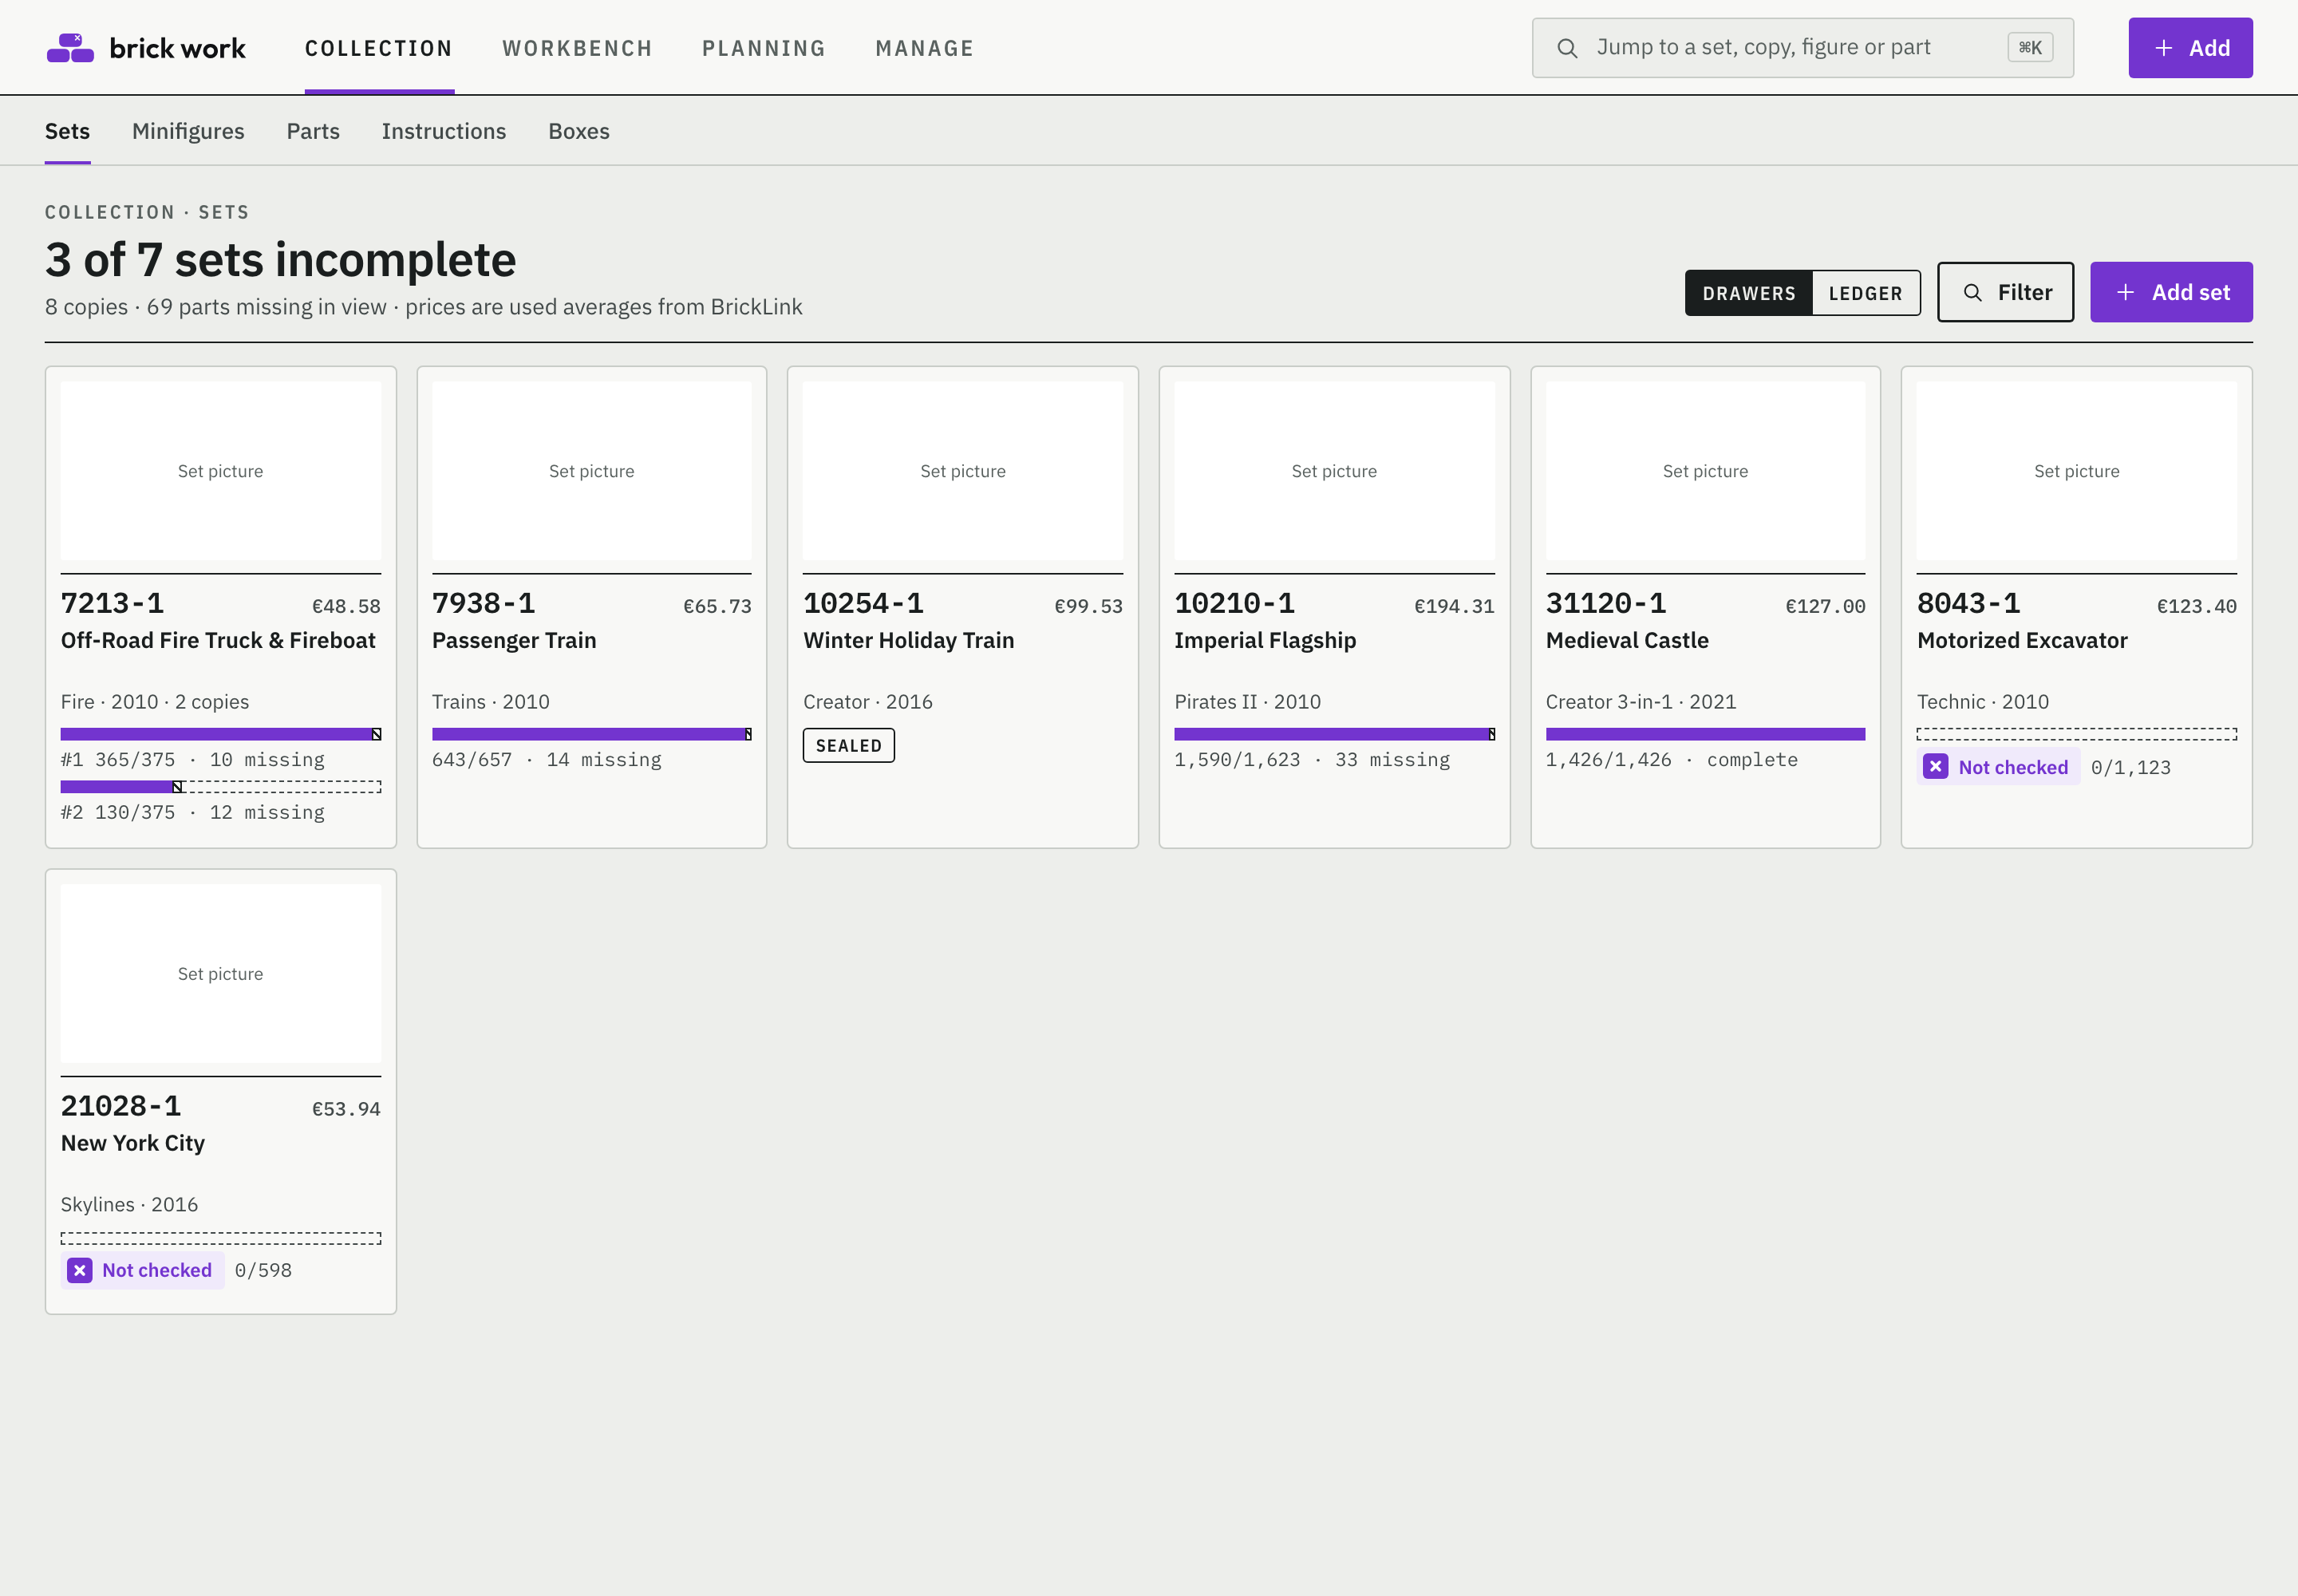 brick work
COLLECTION WORKBENCH PLANNING MANAGE
Jump to a set, copy, figure or part ⌘K
+ Add
Sets Minifigures Parts Instructions Boxes
COLLECTION · SETS
3 of 7 sets incomplete
8 copies · 69 parts missing in view · prices are used averages from BrickLink
DRAWERS LEDGER
Filter
+ Add set
Set picture
7213-1 €48.58
Off-Road Fire Truck & Fireboat
Fire · 2010 · 2 copies
#1 365/375 · 10 missing
#2 130/375 · 12 missing
Set picture
7938-1 €65.73
Passenger Train
Trains · 2010
643/657 · 14 missing
Set picture
10254-1 €99.53
Winter Holiday Train
Creator · 2016
SEALED
Set picture
10210-1 €194.31
Imperial Flagship
Pirates II · 2010
1,590/1,623 · 33 missing
Set picture
31120-1 €127.00
Medieval Castle
Creator 3-in-1 · 2021
1,426/1,426 · complete
Set picture
8043-1 €123.40
Motorized Excavator
Technic · 2010
Not checked 0/1,123
Set picture
21028-1 €53.94
New York City
Skylines · 2016
Not checked 0/598